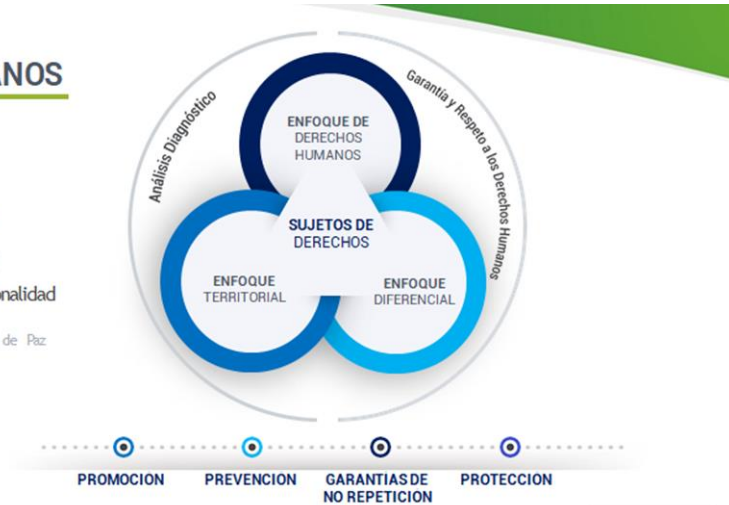 ANOS
Análisis Diagnóstico
Garantía y Respeto a los Derechos Humanos
ENFOQUE DE
DERECHOS
HUMANOS
SUJETOS DE
DERECHOS
ENFOQUE
TERRITORIAL
ENFOQUE
DIFERENCIAL
nalidad
de Paz
PROMOCION
PREVENCION
GARANTIAS DE
NO REPETICION
PROTECCION